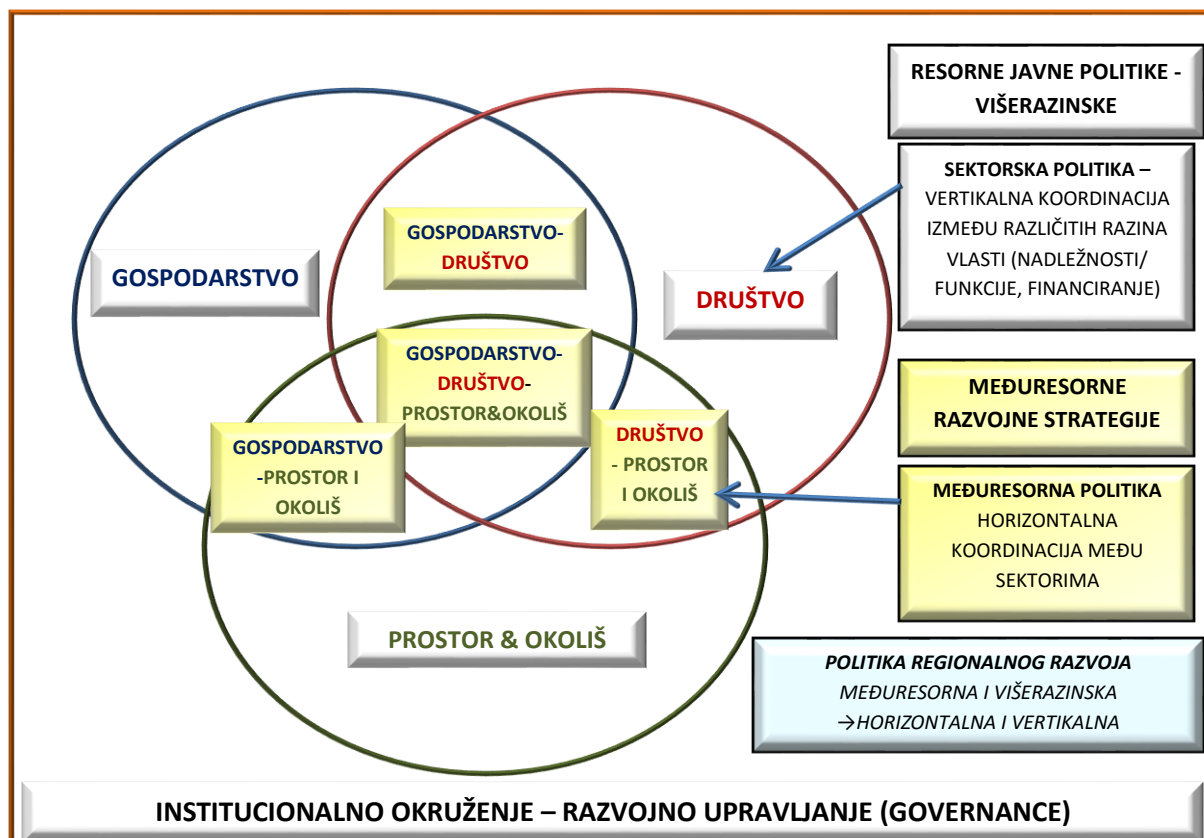 RESORNE JAVNE POLITIKE -
VIŠERAZINSKE
SEKTORSKA POLITIKA –
VERTIKALNA KOORDINACIJA
IZMEĐU RAZLIČITIH RAZINA
VLASTI (NADLEŽNOSTI/
FUNKCIJE, FINANCIRANJE)
GOSPODARSTVO-
DRUŠTVO
GOSPODARSTVO
DRUŠTVO
GOSPODARSTVO-
DRUŠTVO-
PROSTOR&OKOLIŠ
MEĐURESORNE
RAZVOJNE STRATEGIJE
GOSPODARSTVO
-PROSTOR I
OKOLIŠ
DRUŠTVO
- PROSTOR
I OKOLIŠ
MEĐURESORNA POLITIKA
HORIZONTALNA
KOORDINACIJA MEĐU
SEKTORIMA
PROSTOR & OKOLIŠ
POLITIKA REGIONALNOG RAZVOJA
MEĐURESORNA I VIŠERAZINSKA
→HORIZONTALNA I VERTIKALNA
INSTITUCIONALNO OKRUŽENJE – RAZVOJNO UPRAVLJANJE (GOVERNANCE)